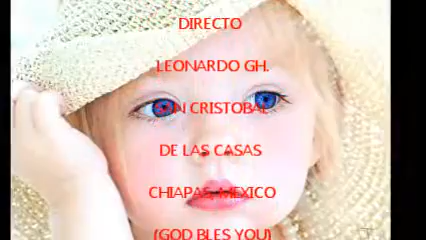 DIRECTO
LEONARDO GH.
SAN CRISTOBAL
DE LAS CASAS
CHIAPAS, MEXICO
(GOD BLES YOU)